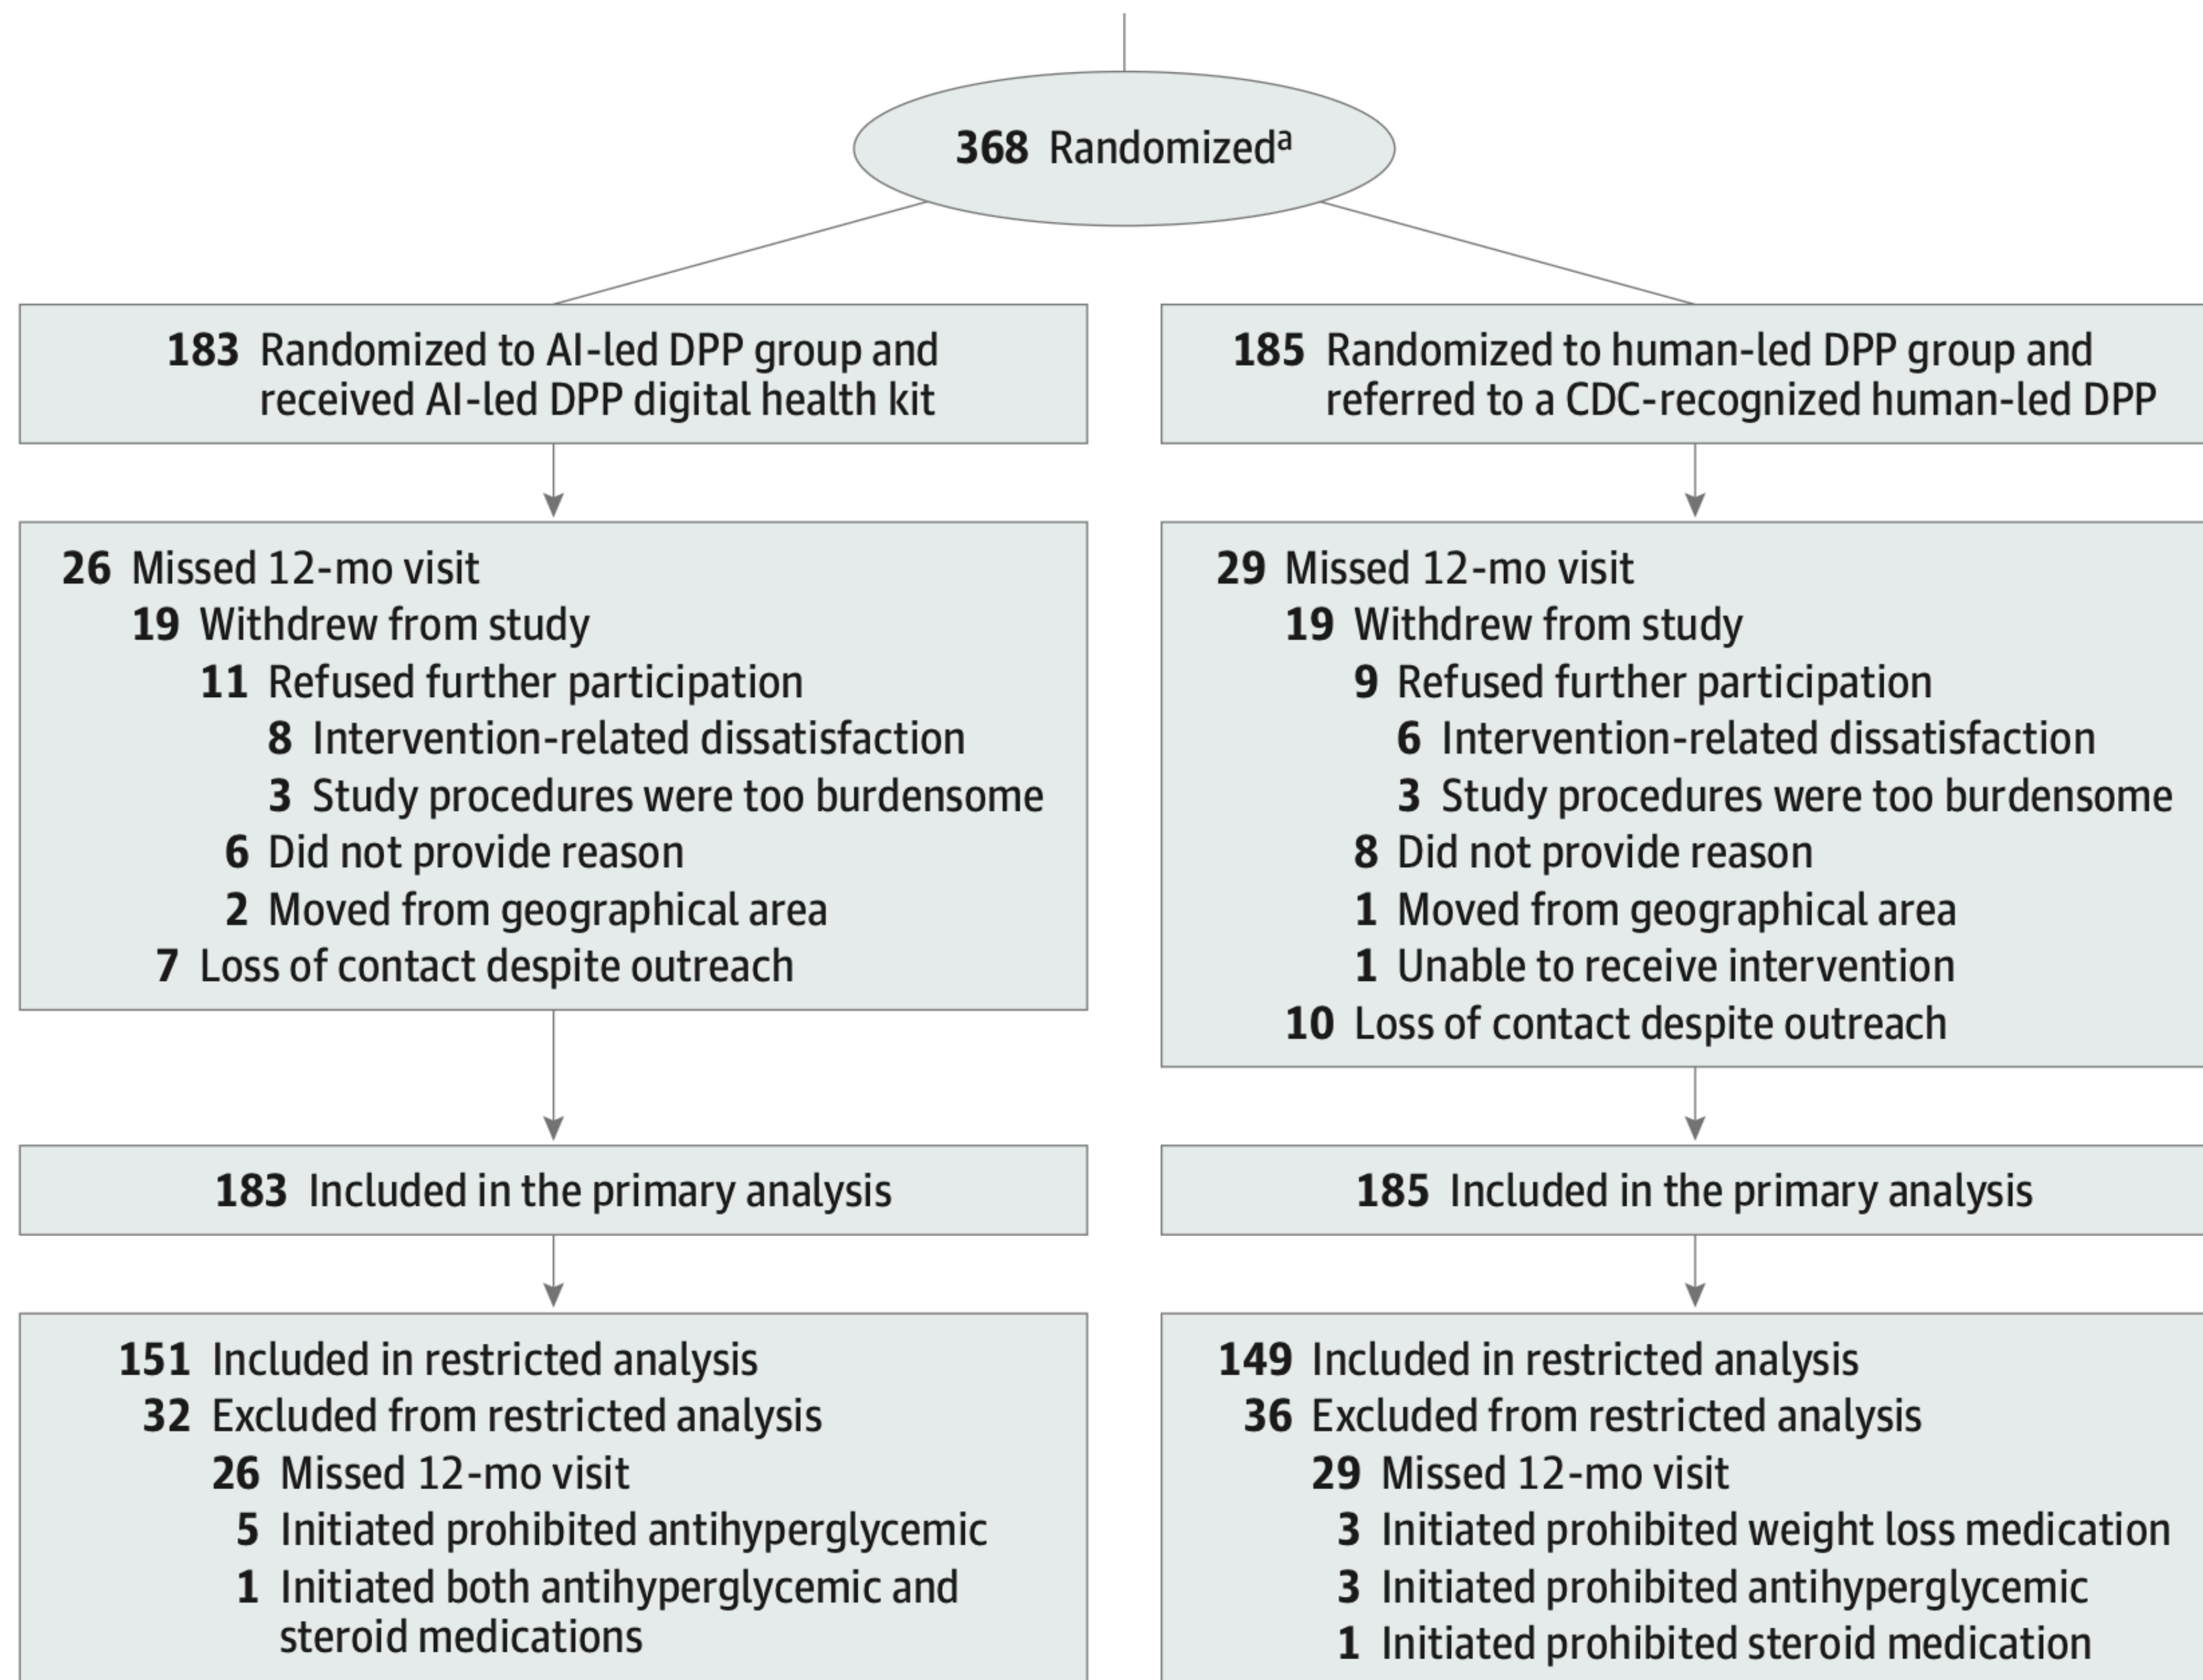 368 Randomizedᵃ
183 Randomized to AI-led DPP group and
received AI-led DPP digital health kit
26 Missed 12-mo visit
19 Withdrew from study
11 Refused further participation
8 Intervention-related dissatisfaction
3 Study procedures were too burdensome
6 Did not provide reason
2 Moved from geographical area
7 Loss of contact despite outreach
183 Included in the primary analysis
151 Included in restricted analysis
32 Excluded from restricted analysis
26 Missed 12-mo visit
5 Initiated prohibited antihyperglycemic
1 Initiated both antihyperglycemic and
steroid medications
185 Randomized to human-led DPP group and
referred to a CDC-recognized human-led DPP
29 Missed 12-mo visit
19 Withdrew from study
9 Refused further participation
6 Intervention-related dissatisfaction
3 Study procedures were too burdensome
8 Did not provide reason
1 Moved from geographical area
1 Unable to receive intervention
10 Loss of contact despite outreach
185 Included in the primary analysis
149 Included in restricted analysis
36 Excluded from restricted analysis
29 Missed 12-mo visit
3 Initiated prohibited weight loss medication
3 Initiated prohibited antihyperglycemic
1 Initiated prohibited steroid medication